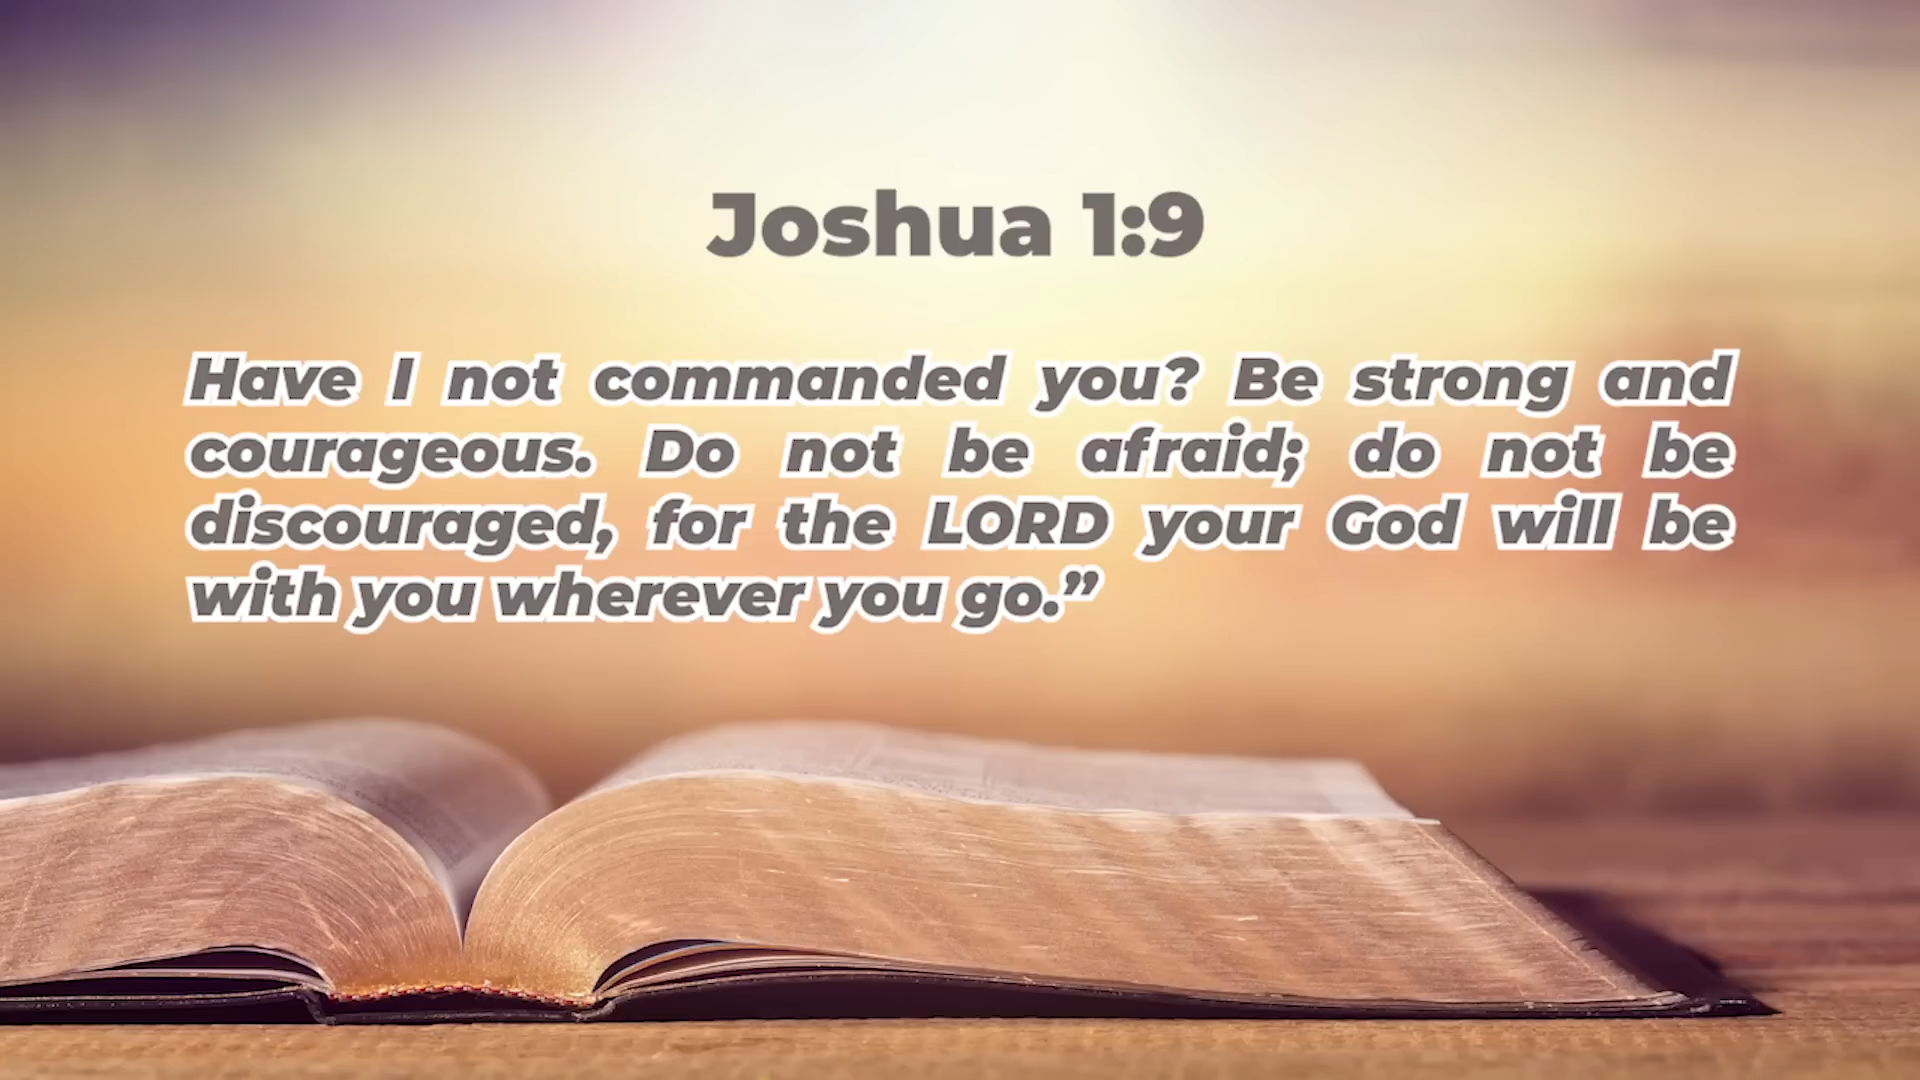 Joshua 1:9
Have I not commanded you? Be strong and
courageous. Do not be afraid; do not be
discouraged, for the LORD your God will be
with you wherever you go.”